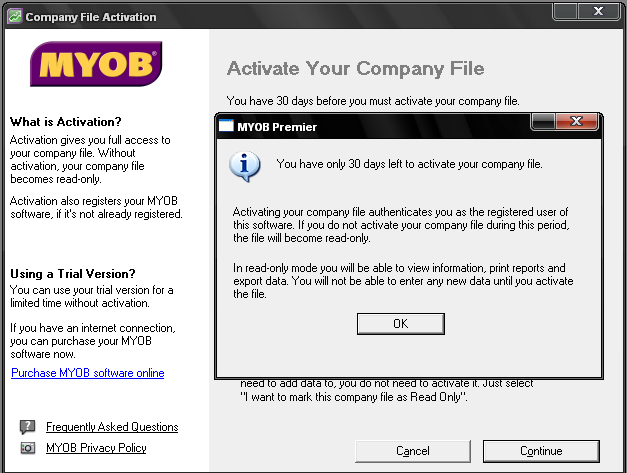 Company File Activation
MYOB
What is Activation?
Activation gives you full access to
your company file. Without
activation, your company file
becomes read-only.
Activation also registers your MYOB
software, if it's not already registered.
Using a Trial Version?
You can use your trial version for a
limited time without activation.
If you have an internet connection,
you can purchase your MYOB
software now.
Purchase MYOB software online
Frequently Asked Questions
MYOB Privacy Policy
Activate Your Company File
You have 30 days before you must activate your company file.
MYOB Premier
You have only 30 days left to activate your company file.
Activating your company file authenticates you as the registered user of
this software. If you do not activate your company file during this period,
the file will become read-only.
In read-only mode you will be able to view information, print reports and
export data. You will not be able to enter any new data until you activate
the file.
OK
need to add data to, you do not need to activate it. Just select
"I want to mark this company file as Read Only".
Cancel
Continue